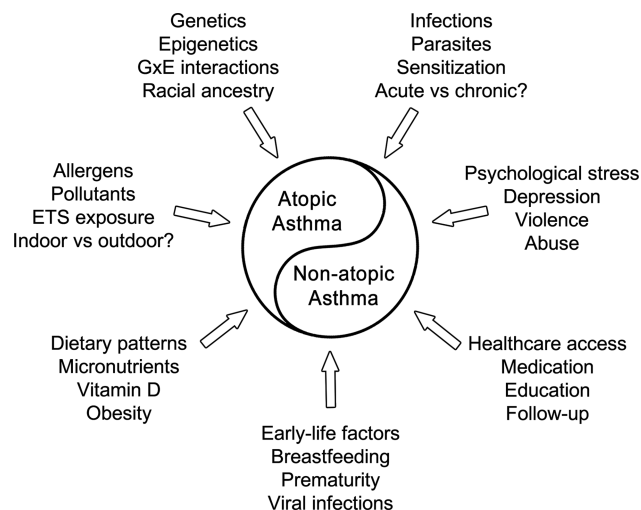 Genetics
Epigenetics
GxE interactions
Racial ancestry
Infections
Parasites
Sensitization
Acute vs chronic?
Allergens
Pollutants
ETS exposure
Indoor vs outdoor?
Atopic
Asthma
Psychological stress
Depression
Violence
Abuse
Non-atopic
Asthma
Dietary patterns
Micronutrients
Vitamin D
Obesity
Healthcare access
Medication
Education
Follow-up
Early-life factors
Breastfeeding
Prematurity
Viral infections